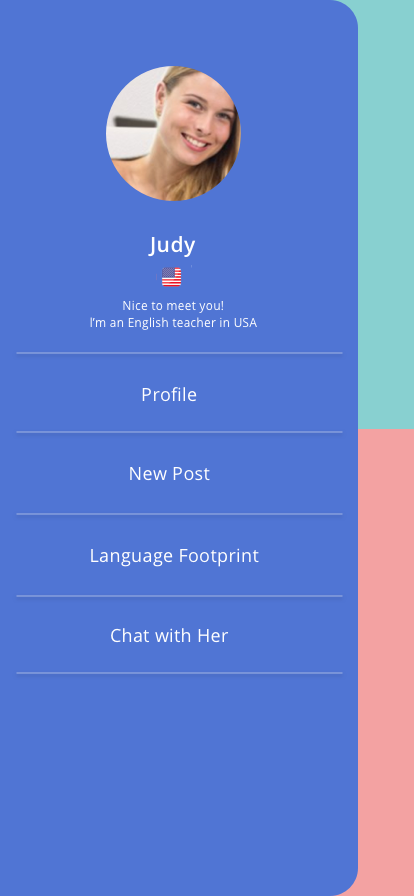 Judy
Nice to meet you!
I'm an English teacher in USA
Profile
New Post
Language Footprint
Chat with Her